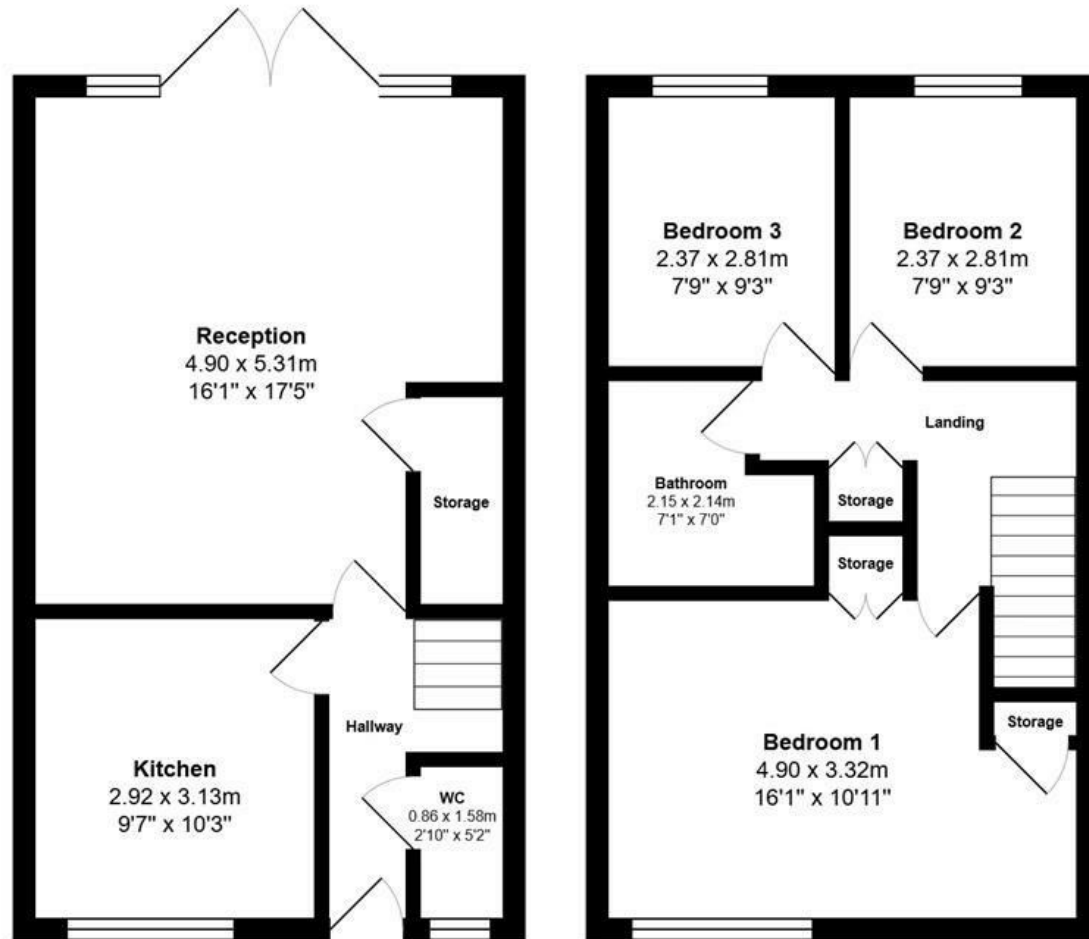 Reception
4.90 x 5.31m
16'1" x 17'5"
Storage
Hallway
Kitchen
2.92 x 3.13m
9'7" x 10'3"
WC
0.86 x 1.58m
2'10" x 5'2"
Bedroom 3
2.37 x 2.81m
7'9" x 9'3"
Bedroom 2
2.37 x 2.81m
7'9" x 9'3"
Landing
Bathroom
2.15 x 2.14m
7'1" x 7'0"
Storage
Storage
Storage
Bedroom 1
4.90 x 3.32m
16'1" x 10'11"